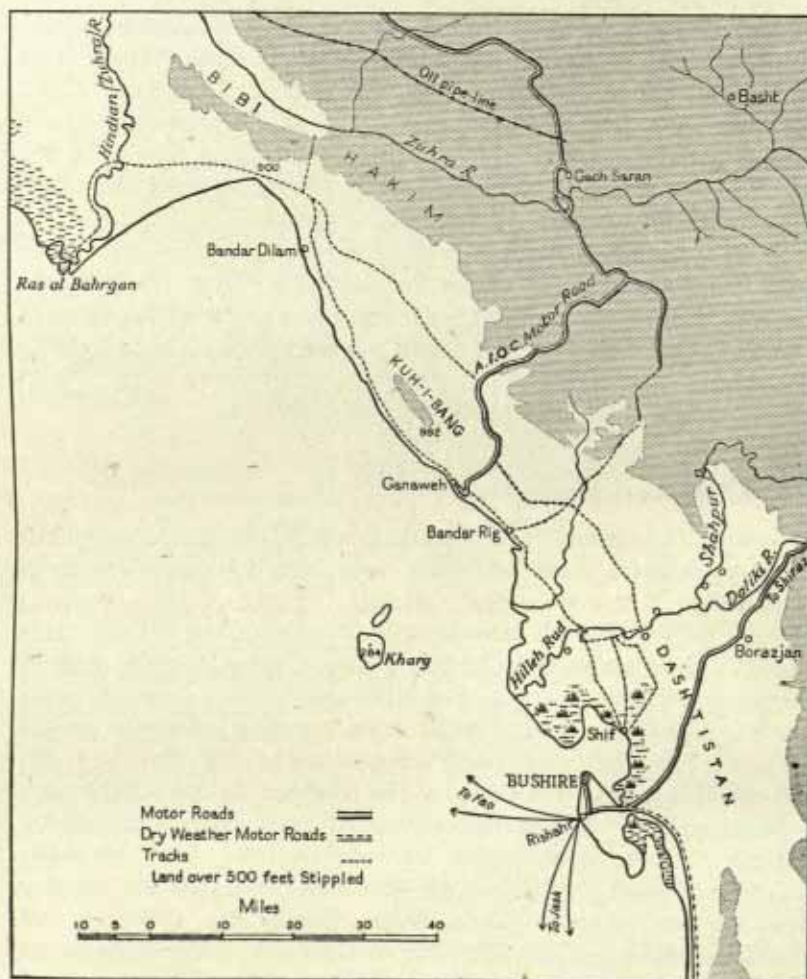 Hindian (Zuhra) R.
BIBI
HAKIM
Oil pipe-line
Basht
Zuhra R.
Gach Saran
500
Bandar Dilam
Ras al Bahrgan
A.I.O.C. Motor Road
KUH-I-BANG
Ganaweh
Bandar Rig
Shahpur
Daliki R.
To Shiraz
Borazjan
284
Kharg
Hilleh Rud
DASHTISTAN
Shif
BUSHIRE
To Fao
Rishahr
To Jask
Motor Roads
Dry Weather Motor Roads
Tracks
Land over 500 feet Stippled
Miles
10 5 0 10 20 30 40